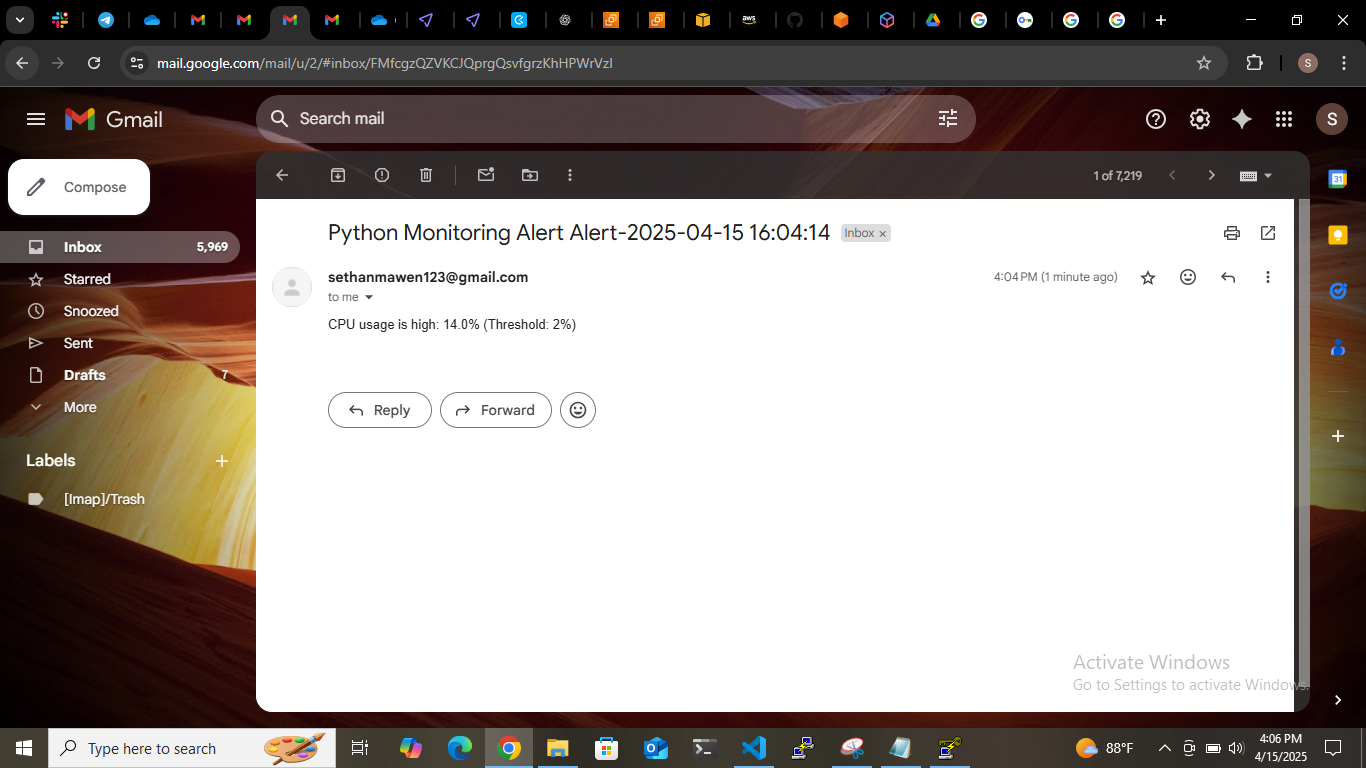 mail.google.com/mail/u/2/#inbox/FMfcgzQZVKCJQprgQsvfgrzKhHPWrVzI
S
Gmail
Search mail
S
Compose
1 of 7,219
Python Monitoring Alert Alert-2025-04-15 16:04:14
Inbox ×
Inbox 5,969
Starred
Snoozed
Sent
Drafts 7
More
Labels
[Imap]/Trash
sethanmawen123@gmail.com
4:04 PM (1 minute ago)
to me
CPU usage is high: 14.0% (Threshold: 2%)
Reply
Forward
31
aws
Activate Windows
Go to Settings to activate Windows.
Type here to search
88°F
4:06 PM
4/15/2025